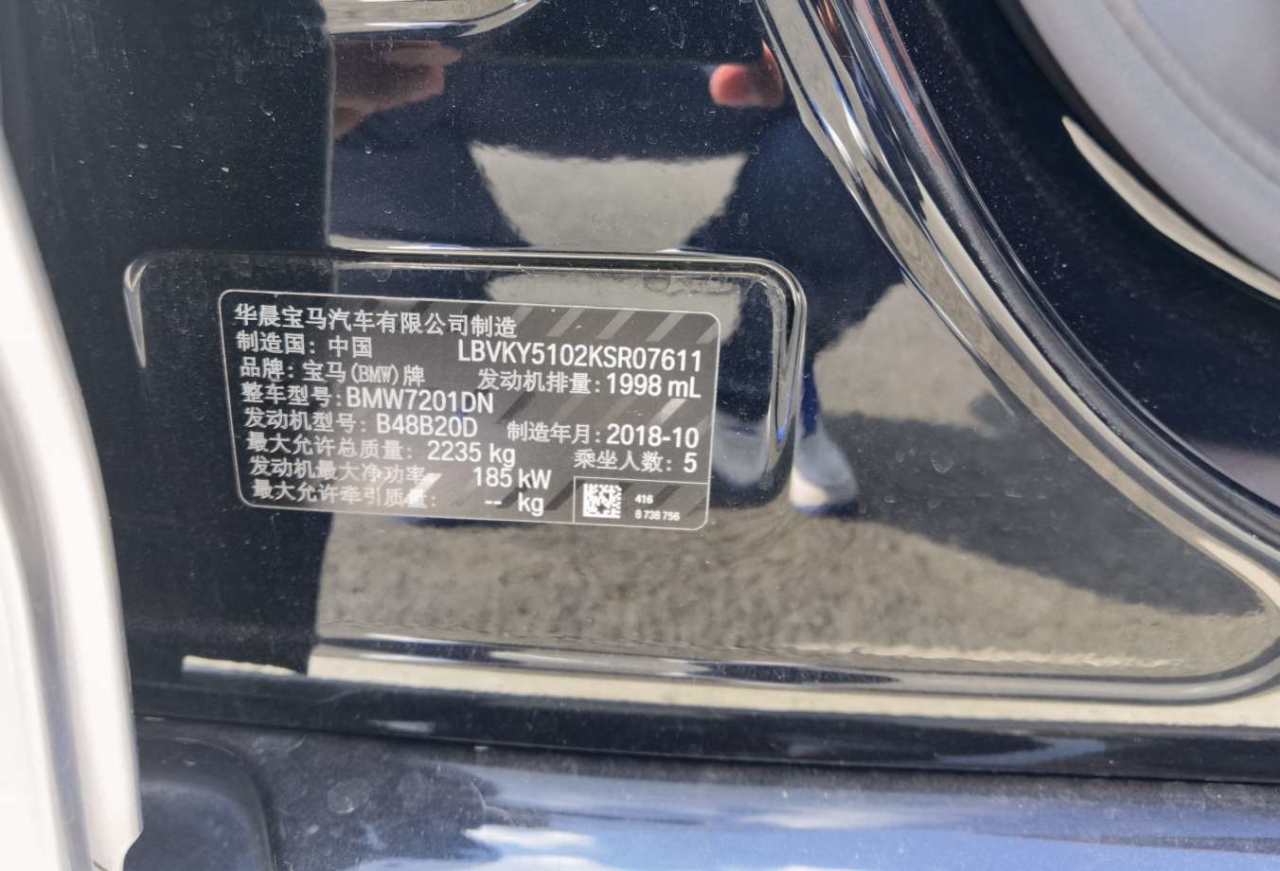 华晨宝马汽车有限公司制造
制造国：中国 LBVKY5102KSR07611
品牌：宝马(BMW)牌 发动机排量：1998 mL
整车型号：BMW7201DN
发动机型号：B48B20D 制造年月：2018-10
最大允许总质量：2235 kg 乘坐人数：5
发动机最大净功率：185 kW
最大允许牵引质量：-- kg
416
8 738 756